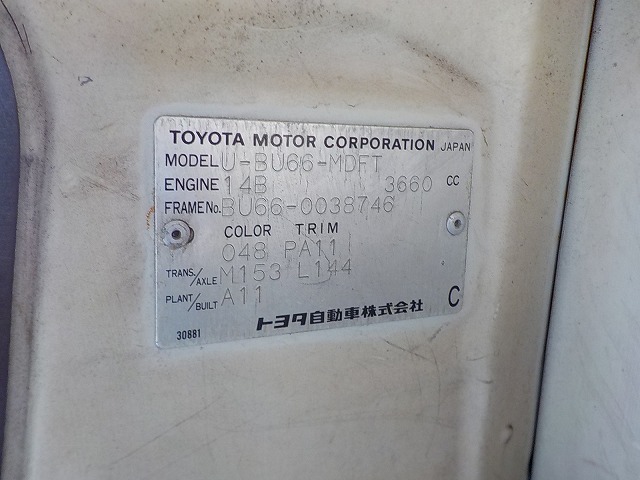 TOYOTA MOTOR CORPORATION JAPAN
MODEL U-BU66-MDFT
ENGINE 14B 3660 CC
FRAME No. BU66-0038746
COLOR TRIM
048 PA11
TRANS./AXLE M153 L144
PLANT/BUILT A11
トヨタ自動車株式会社 C
30881